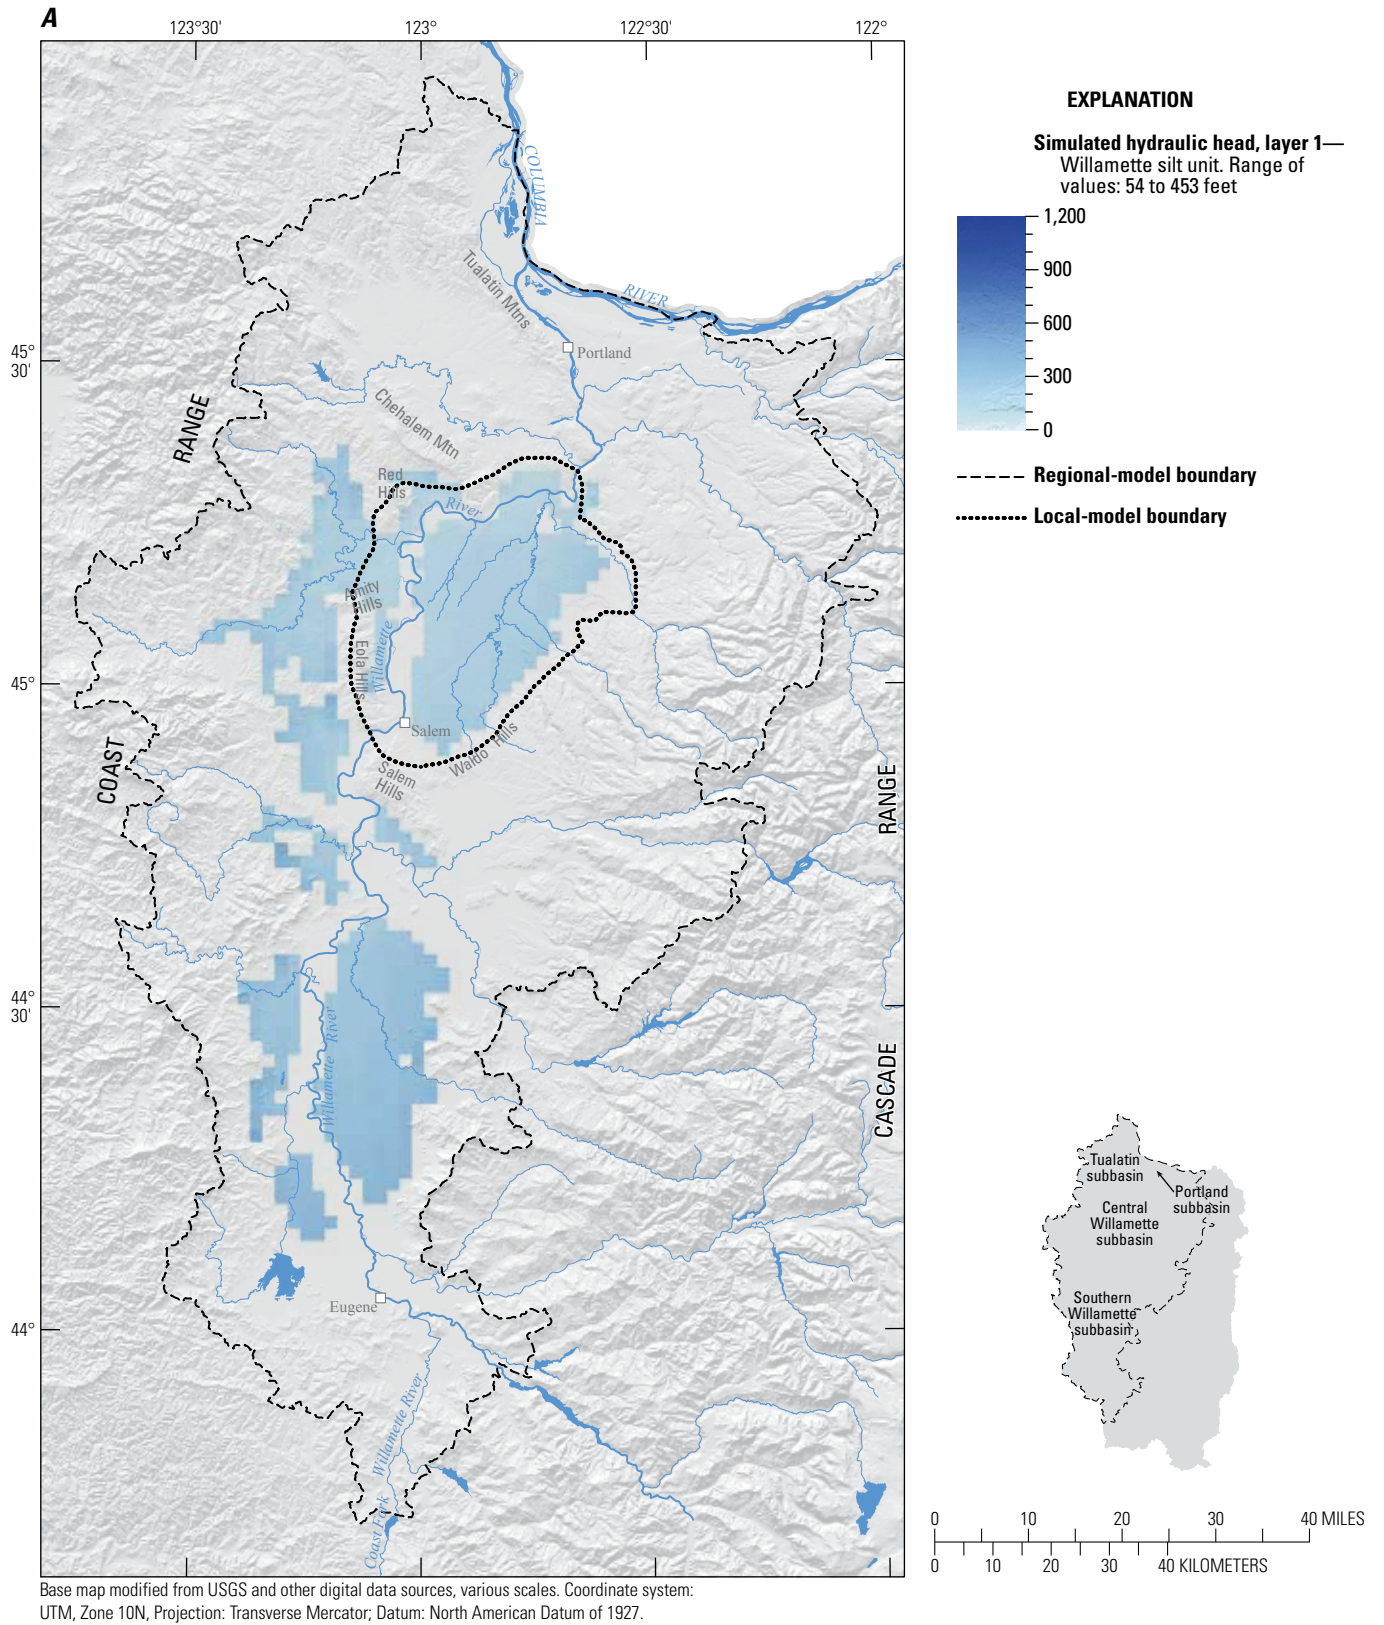 A
123°30'
123°
122°30'
122°
EXPLANATION
Simulated hydraulic head, layer 1—
Willamette silt unit. Range of
values: 54 to 453 feet
1,200
900
600
300
0
Regional-model boundary
Local-model boundary
COLUMBIA
RIVER
Tualatin Mtns
Portland
45°
30'
RANGE
Chehalem Mtn
Red
Hills
River
Amity
Hills
Eola Hills
Willamette
45°
Salem
Waldo Hills
Salem
Hills
COAST
RANGE
44°
30'
Willamette River
CASCADE
Eugene
44°
Coast Fork Willamette River
Tualatin
subbasin
Portland
subbasin
Central
Willamette
subbasin
Southern
Willamette
subbasin
0 10 20 30 40 MILES
0 10 20 30 40 KILOMETERS
Base map modified from USGS and other digital data sources, various scales. Coordinate system:
UTM, Zone 10N, Projection: Transverse Mercator; Datum: North American Datum of 1927.